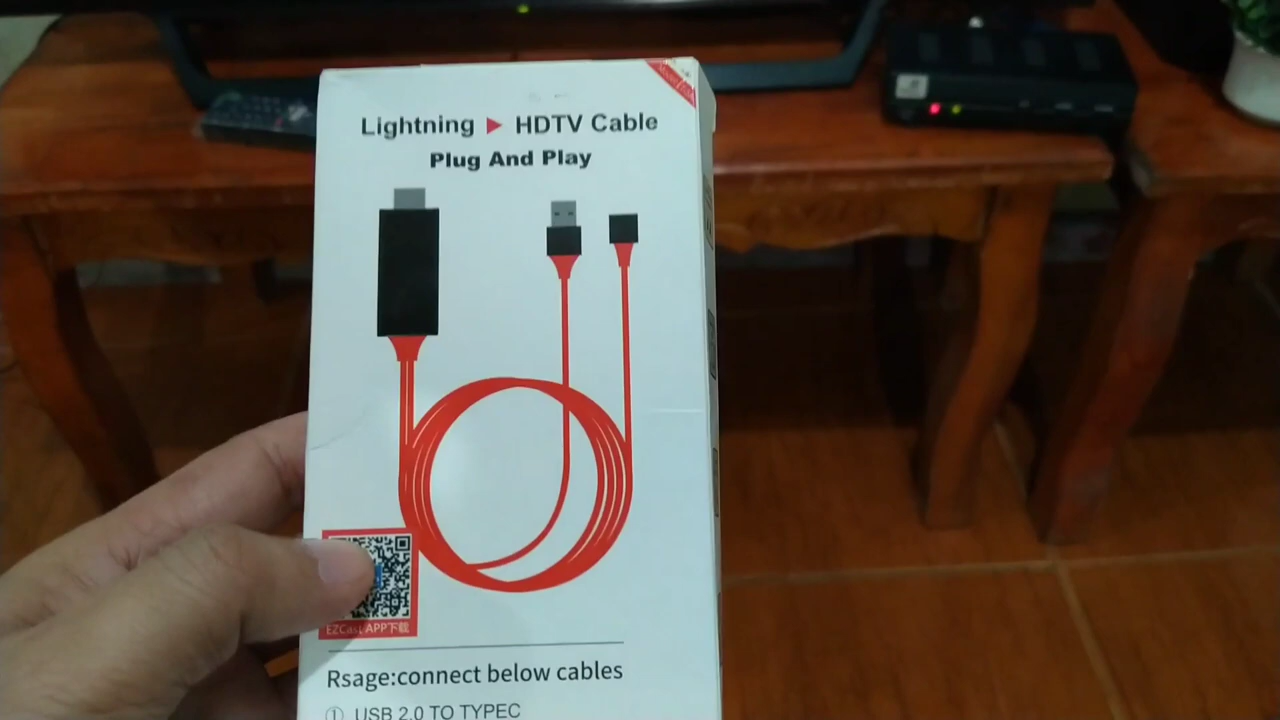 Lightning ▶ HDTV Cable
Plug And Play
EZCast APP下载
Rsage:connect below cables
① USB 2.0 TO TYPEC